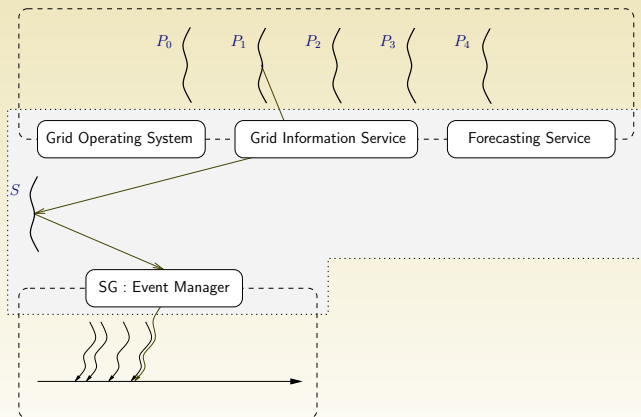 P0 P1 P2 P3 P4
Grid Operating System Grid Information Service Forecasting Service
S
SG : Event Manager